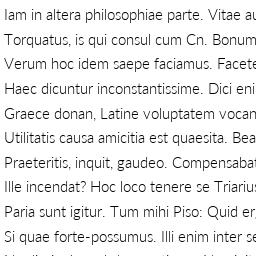 Iam in altera philosophiae parte. Vitae au
Torquatus, is qui consul cum Cn. Bonum
Verum hoc idem saepe faciamus. Facete
Haec dicuntur inconstantissime. Dici eni
Graece donan, Latine voluptatem vocan
Utilitatis causa amicitia est quaesita. Bea
Praeteritis, inquit, gaudeo. Compensabat
Ille incendat? Hoc loco tenere se Triarius
Paria sunt igitur. Tum mihi Piso: Quid er
Si quae forte-possumus. Illi enim inter se